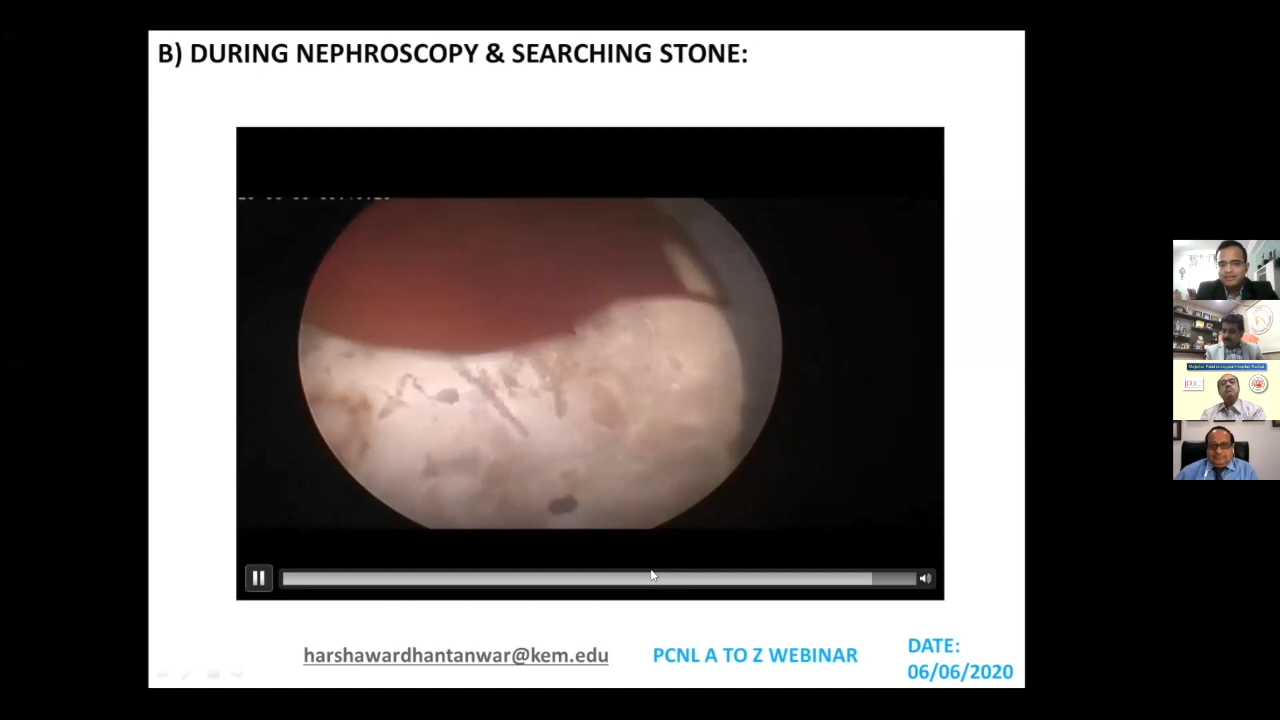 B) DURING NEPHROSCOPY & SEARCHING STONE:
harshawardhantanwar@kem.edu
PCNL A TO Z WEBINAR
DATE:
06/06/2020